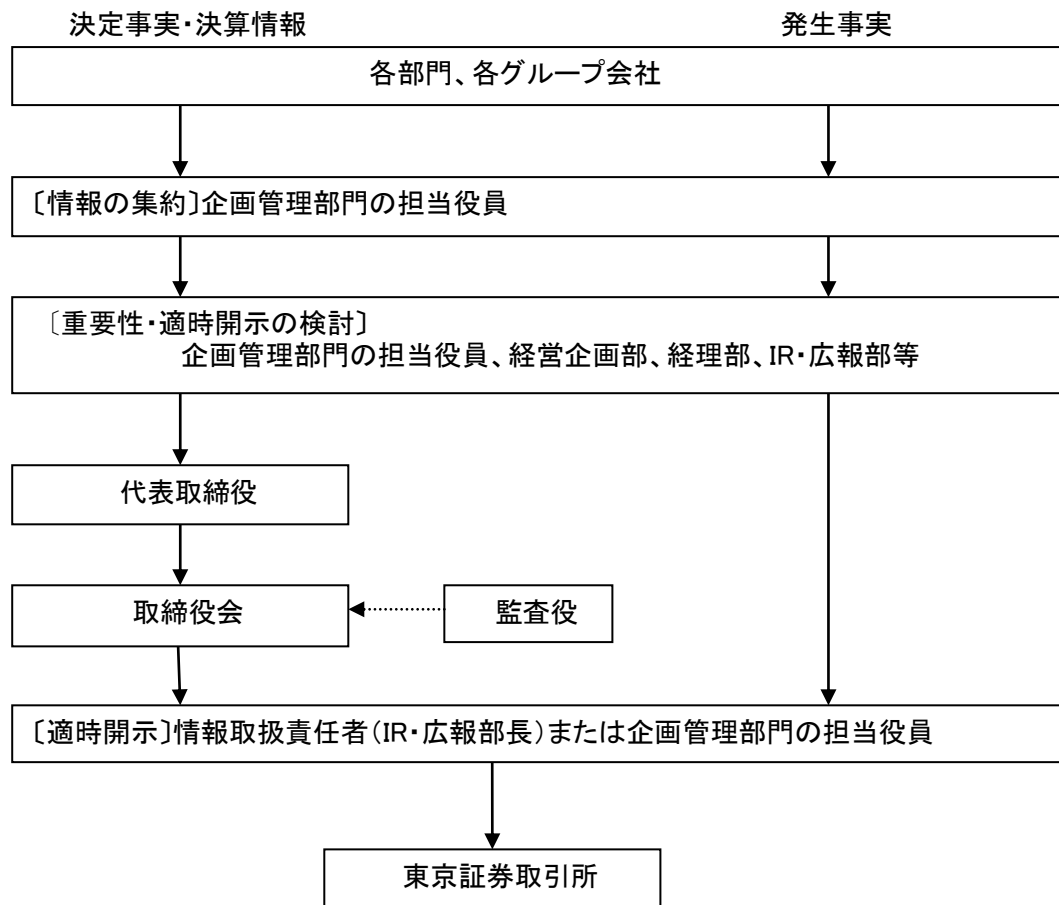 決定事実・決算情報
発生事実
各部門、各グループ会社
〔情報の集約〕企画管理部門の担当役員
〔重要性・適時開示の検討〕
企画管理部門の担当役員、経営企画部、経理部、IR・広報部等
代表取締役
取締役会
監査役
〔適時開示〕情報取扱責任者(IR・広報部長)または企画管理部門の担当役員
東京証券取引所